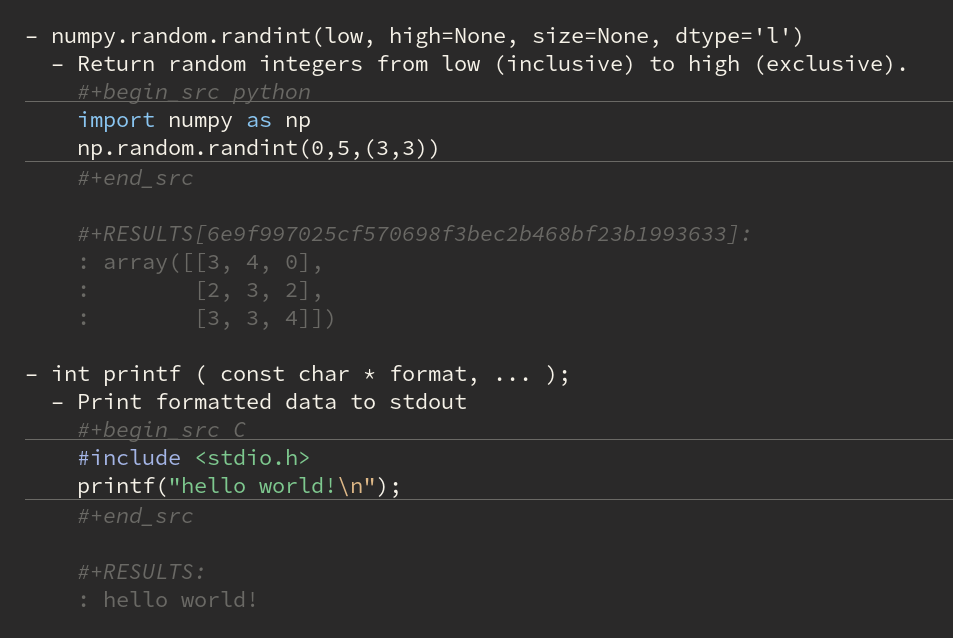 - numpy.random.randint(low, high=None, size=None, dtype='l')
  - Return random integers from low (inclusive) to high (exclusive).
    #+begin_src python
    import numpy as np
    np.random.randint(0,5,(3,3))
    #+end_src

    #+RESULTS[6e9f997025cf570698f3bec2b468bf23b1993633]:
    : array([[3, 4, 0],
    :        [2, 3, 2],
    :        [3, 3, 4]])

- int printf ( const char * format, ... );
  - Print formatted data to stdout
    #+begin_src C
    #include <stdio.h>
    printf("hello world!\n");
    #+end_src

    #+RESULTS:
    : hello world!